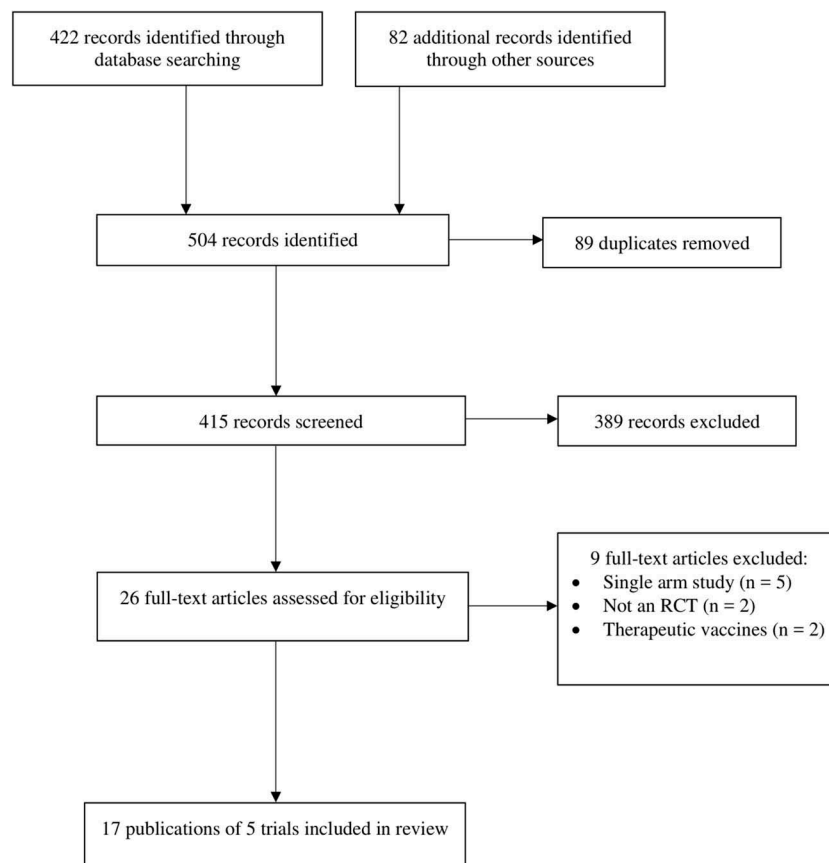 422 records identified through
database searching
82 additional records identified
through other sources
504 records identified
89 duplicates removed
415 records screened
389 records excluded
26 full-text articles assessed for eligibility
9 full-text articles excluded:
• Single arm study (n = 5)
• Not an RCT (n = 2)
• Therapeutic vaccines (n = 2)
17 publications of 5 trials included in review